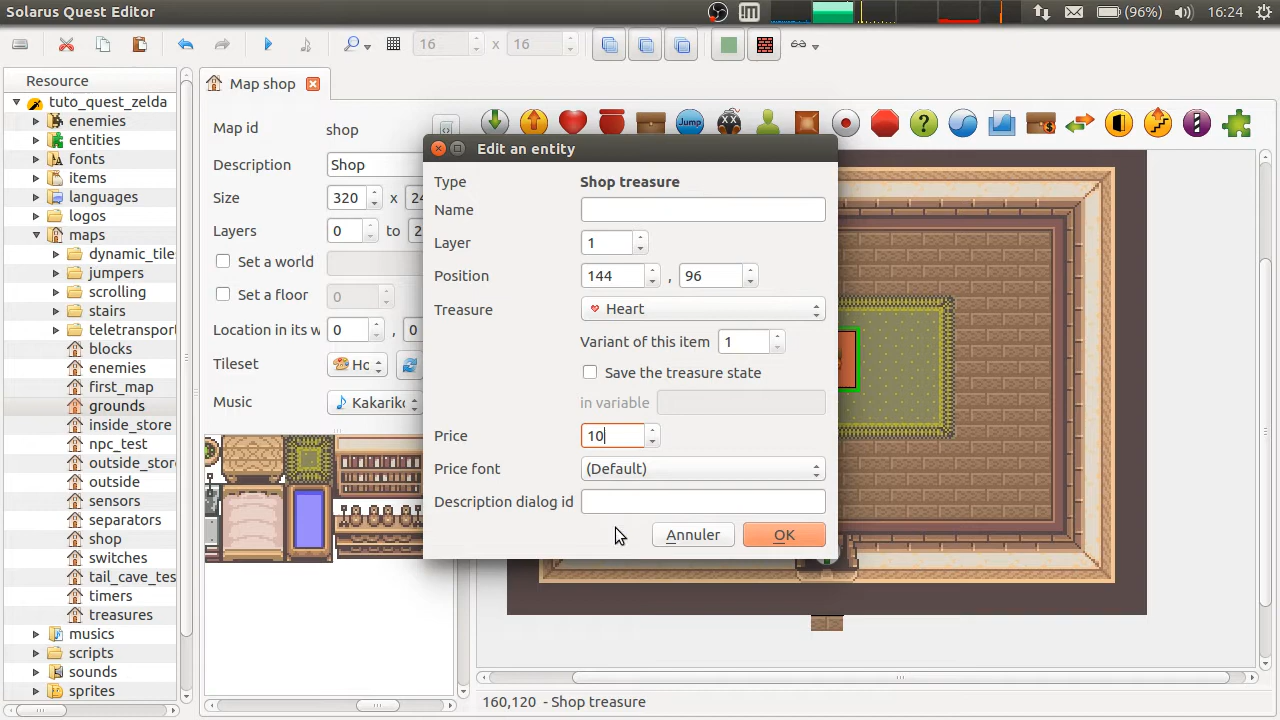 Solarus Quest Editor
(96%)
16:24
16
x
16
Resource
tuto_quest_zelda
enemies
entities
fonts
items
languages
logos
maps
dynamic_tile
jumpers
scrolling
stairs
teletransport
blocks
enemies
first_map
grounds
inside_store
npc_test
outside_stor
outside
sensors
separators
shop
switches
tail_cave_tes
timers
treasures
musics
scripts
sounds
sprites
Map shop
Map id
shop
Description
Shop
Size
320
x
24
Layers
0
to
2
Set a world
Set a floor
0
Location in its w
0
,
0
Tileset
Ho
Music
Kakarik
Jump
Edit an entity
Type
Shop treasure
Name
Layer
1
Position
144
,
96
Treasure
Heart
Variant of this item
1
Save the treasure state
in variable
Price
10
Price font
(Default)
Description dialog id
Annuler
OK
160,120 - Shop treasure